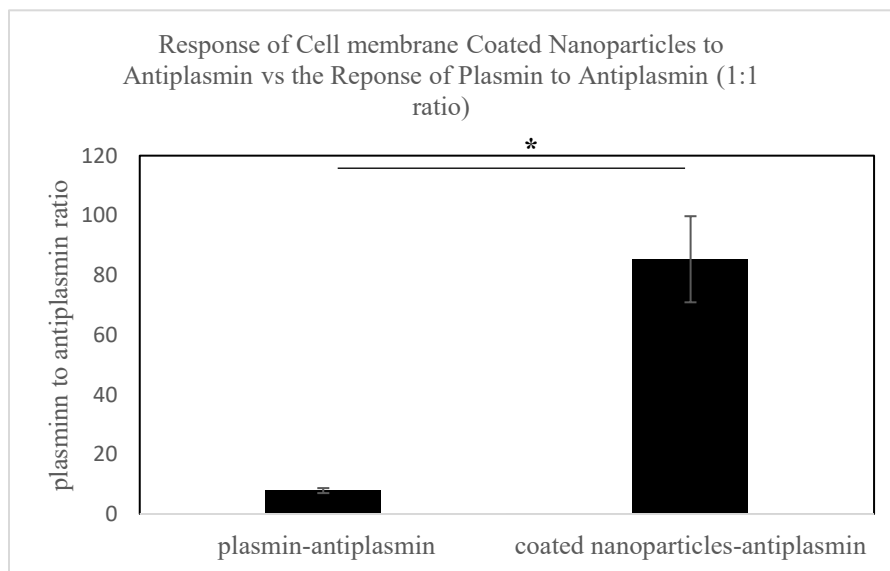 Response of Cell membrane Coated Nanoparticles to
Antiplasmin vs the Reponse of Plasmin to Antiplasmin (1:1
ratio)
*
120
100
80
60
40
20
0
plasminn to antiplasmin ratio
plasmin-antiplasmin
coated nanoparticles-antiplasmin